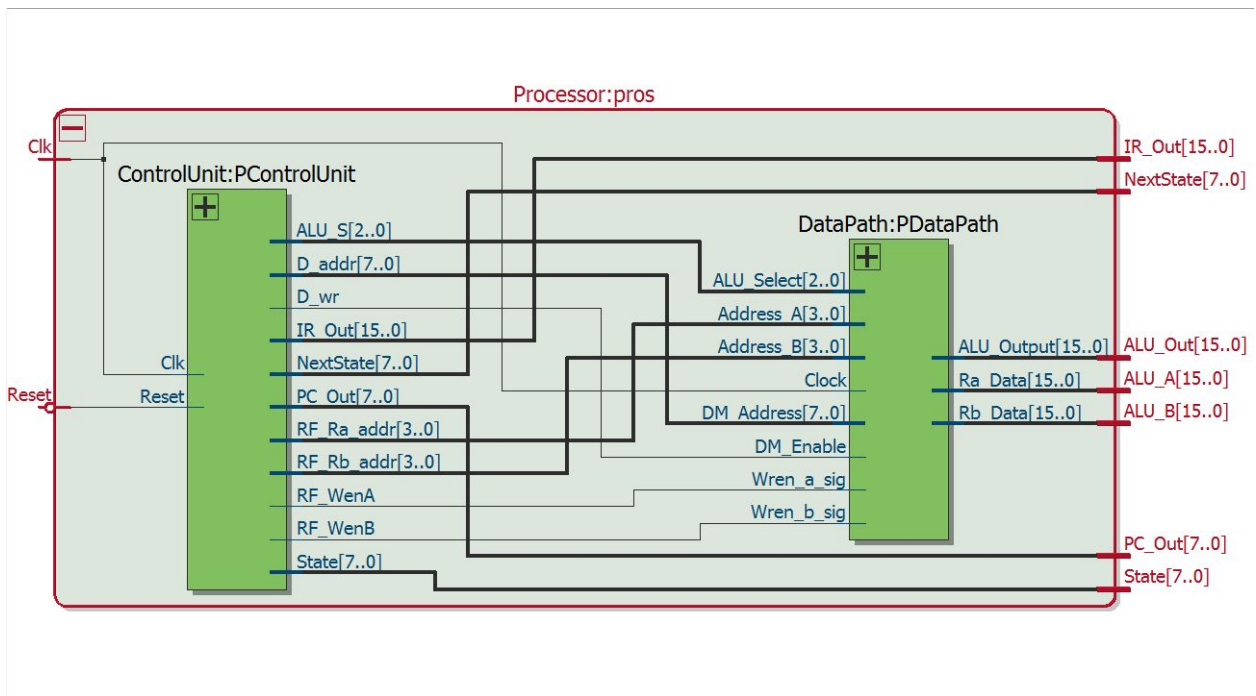 Processor:pros
Clk
IR_Out[15..0]
NextState[7..0]
ControlUnit:PControlUnit
DataPath:PDataPath
ALU_S[2..0]
D_addr[7..0]
D_wr
IR_Out[15..0]
NextState[7..0]
PC_Out[7..0]
RF_Ra_addr[3..0]
RF_Rb_addr[3..0]
RF_WenA
RF_WenB
State[7..0]
Clk
Reset
Reset
ALU_Select[2..0]
Address_A[3..0]
Address_B[3..0]
Clock
DM_Address[7..0]
DM_Enable
Wren_a_sig
Wren_b_sig
ALU_Output[15..0]
Ra_Data[15..0]
Rb_Data[15..0]
ALU_Out[15..0]
ALU_A[15..0]
ALU_B[15..0]
PC_Out[7..0]
State[7..0]